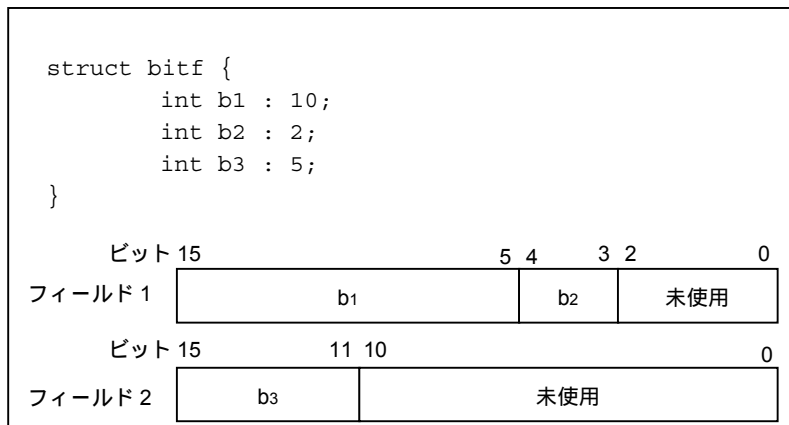 struct bitf {
int b1 : 10;
int b2 : 2;
int b3 : 5;
}
ビット 15 5 4 3 2 0
フィールド 1 b1 b2 未使用
ビット 15 11 10 0
フィールド 2 b3 未使用